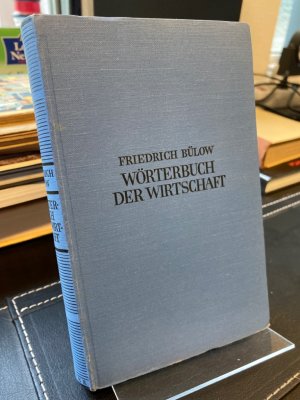 FRIEDRICH BÜLOW
WÖRTERBUCH
DER WIRTSCHAFT